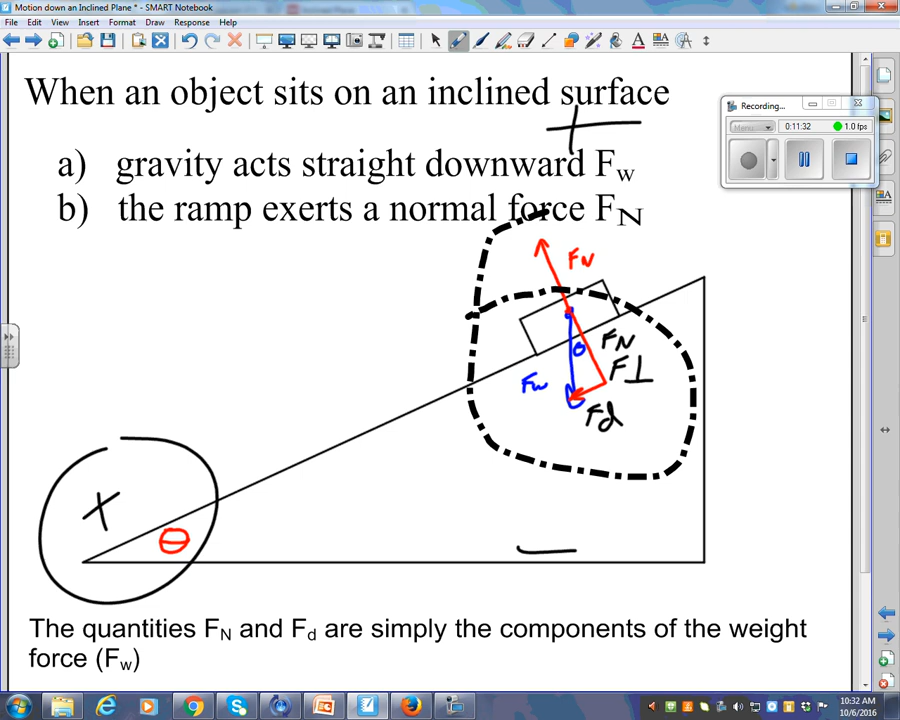 Motion down an Inclined Plane * - SMART Notebook
File Edit View Insert Format Draw Response Help
When an object sits on an inclined surface
Recording...
Menu 0:11:32 1.0 fps
a) gravity acts straight downward Fw
b) the ramp exerts a normal force FN
FN
θ FN
Fw F⊥
Fd
+
θ
The quantities FN and Fd are simply the components of the weight
force (Fw)
10:32 AM
10/6/2016